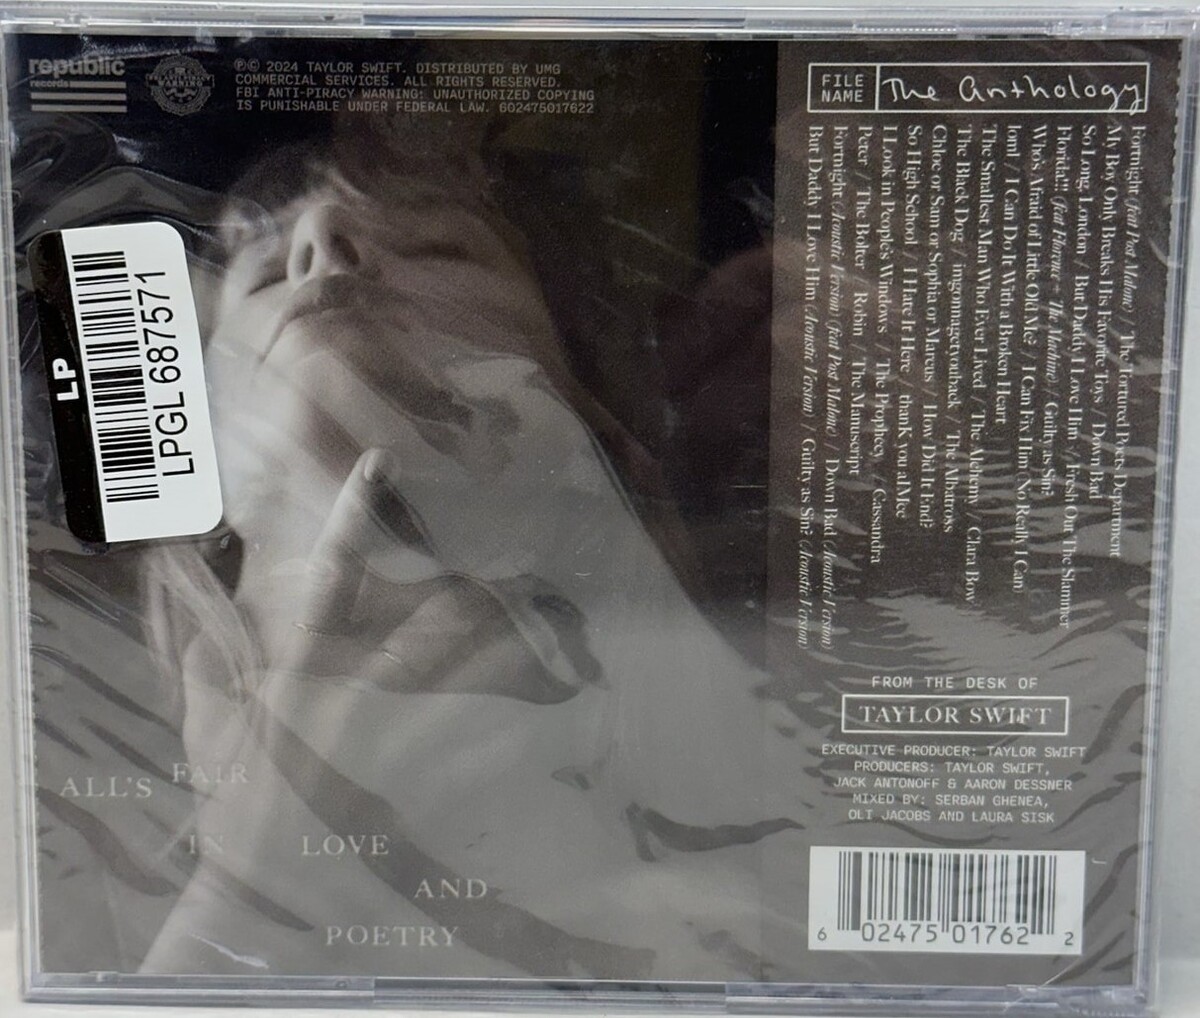 republic
records
PHILANTHROPY
WARNING
℗© 2024 TAYLOR SWIFT. DISTRIBUTED BY UMG
COMMERCIAL SERVICES. ALL RIGHTS RESERVED.
FBI ANTI-PIRACY WARNING: UNAUTHORIZED COPYING
IS PUNISHABLE UNDER FEDERAL LAW. 602475017622
LP
LPGL 687571
FILE
NAME
The Anthology
Fortnight (feat Post Malone) / The Tortured Poets Department
My Boy Only Breaks His Favorite Toys / Down Bad
So Long, London / But Daddy I Love Him / Fresh Out The Slammer
Florida!!! (feat Florence + The Machine) / Guilty as Sin?
Who's Afraid of Little Old Me? / I Can Fix Him (No Really I Can)
loml / I Can Do It With a Broken Heart
The Smallest Man Who Ever Lived / The Alchemy / Clara Bow
The Black Dog / imgonnagetyouback / The Albatross
Chloe or Sam or Sophia or Marcus / How Did It End?
So High School / I Hate It Here / thanK you aIMee
I Look in People's Windows / The Prophecy / Cassandra
Peter / The Bolter / Robin / The Manuscript
Fortnight (Acoustic Version) (feat Post Malone) / Down Bad (Acoustic Version)
But Daddy I Love Him (Acoustic Version) / Guilty as Sin? (Acoustic Version)
FROM THE DESK OF
TAYLOR SWIFT
EXECUTIVE PRODUCER: TAYLOR SWIFT
PRODUCERS: TAYLOR SWIFT,
JACK ANTONOFF & AARON DESSNER
MIXED BY: SERBAN GHENEA,
OLI JACOBS AND LAURA SISK
6 02475 01762 2
ALL'S FAIR
IN LOVE
AND
POETRY